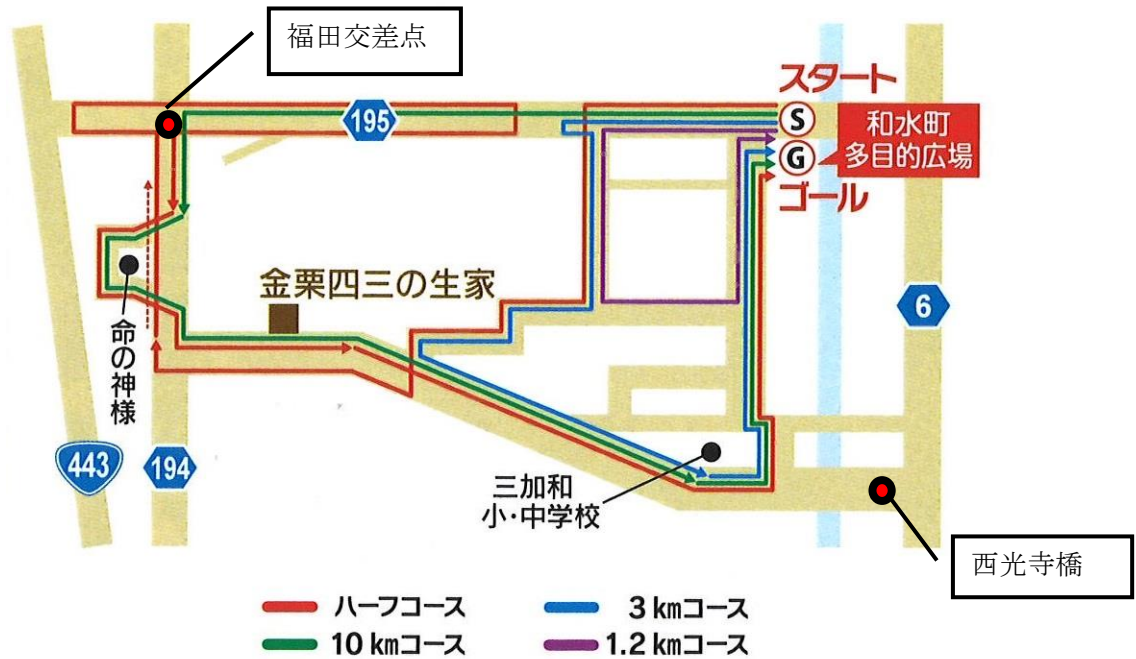 福田交差点
スタート
195
S
和水町
多目的広場
G
ゴール
金栗四三の生家
6
命の神様
443
194
三加和
小・中学校
西光寺橋
ハーフコース
3kmコース
10kmコース
1.2kmコース